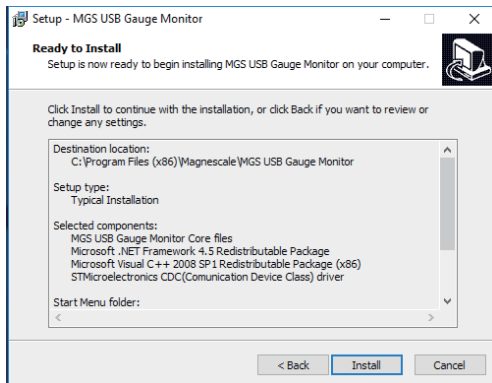 Setup - MGS USB Gauge Monitor
Ready to Install
Setup is now ready to begin installing MGS USB Gauge Monitor on your computer.
Click Install to continue with the installation, or click Back if you want to review or
change any settings.
Destination location:
C:\Program Files (x86)\Magnescale\MGS USB Gauge Monitor
Setup type:
Typical Installation
Selected components:
MGS USB Gauge Monitor Core files
Microsoft .NET Framework 4.5 Redistributable Package
Microsoft Visual C++ 2008 SP1 Redistributable Package (x86)
STMicroelectronics CDC(Comunication Device Class) driver
Start Menu folder:
< Back
Install
Cancel